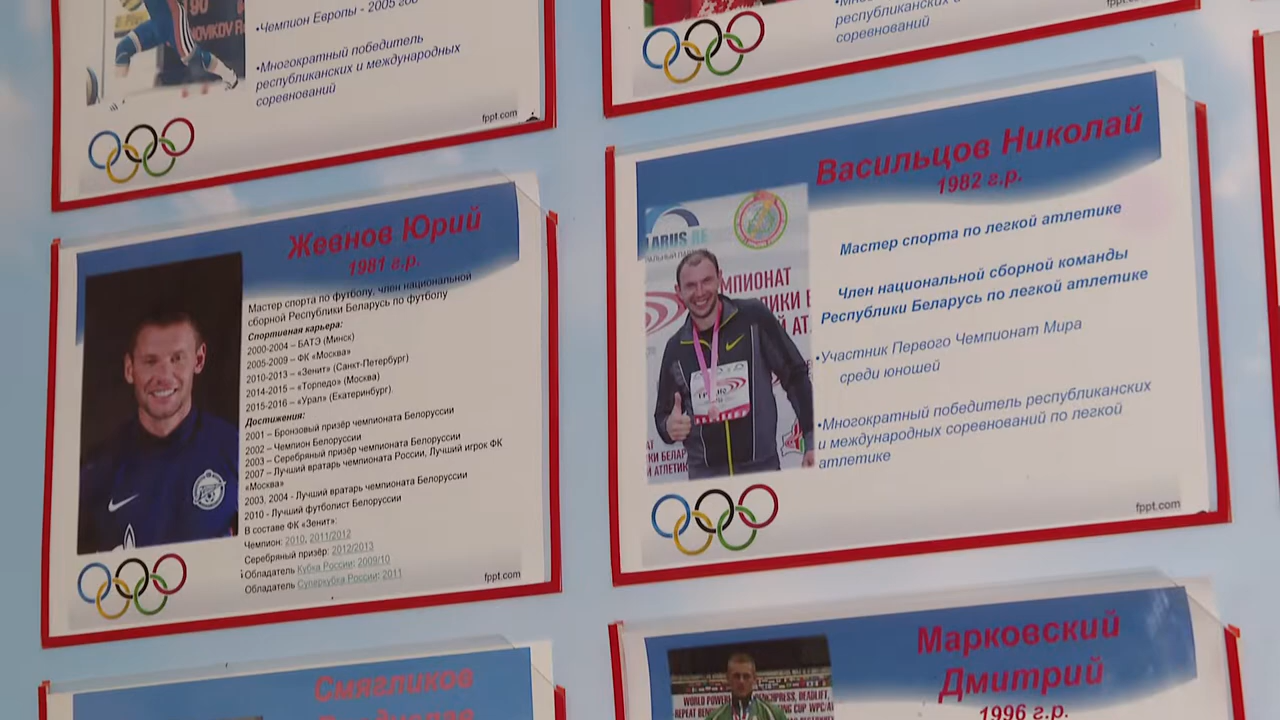 90
OVIKOV R
•Чемпион Европы - 2005 год
•Многократный победитель
республиканских и международных
соревнований
fppt.com
республиканских
соревнований
fppt.com
Жевнов Юрий
1981 г.р.
Мастер спорта по футболу, член национальной
сборной Республики Беларусь по футболу
Спортивная карьера:
2000-2004 – БАТЭ (Минск)
2005-2009 – ФК «Москва»
2010-2013 – «Зенит» (Санкт-Петербург)
2014-2015 – «Торпедо» (Москва)
2015-2016 – «Урал» (Екатеринбург).
Достижения:
2001 – Бронзовый призёр чемпионата Белоруссии
2002 – Чемпион Белоруссии
2003 – Серебряный призёр чемпионата Белоруссии
2007 – Лучший вратарь чемпионата России, Лучший игрок ФК
«Москва»
2003, 2004 - Лучший вратарь чемпионата Белоруссии
2010 - Лучший футболист Белоруссии
В составе ФК «Зенит»:
Чемпион: 2010, 2011/2012
Серебряный призёр: 2012/2013
Обладатель Кубка России: 2009/10
Обладатель Суперкубка России: 2011
fppt.com
Васильцов Николай
1982 г.р.
Мастер спорта по легкой атлетике
Член национальной сборной команды
Республики Беларусь по легкой атлетике
•Участник Первого Чемпионат Мира
среди юношей
•Многократный победитель республиканских
и международных соревнований по легкой
атлетике
fppt.com
ARUS
МПИОНАТ
Смягликов
Марковский
Дмитрий
1996 г.р.